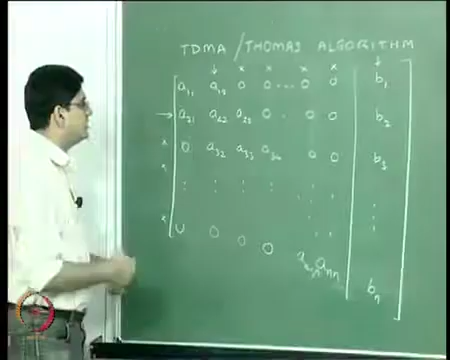 TDMA / THOMAS ALGORITHM
↓ x x x x ↓
a₁₁ a₁₂ 0 0 ... 0 0 b₁
→ a₂₁ a₂₂ a₂₃ 0 . . 0 0 b₂
x 0 a₃₂ a₃₃ a₃₄ 0 0 b₃
x : : : : : : :
x 0 0 0 0 aₙₙ bₙ